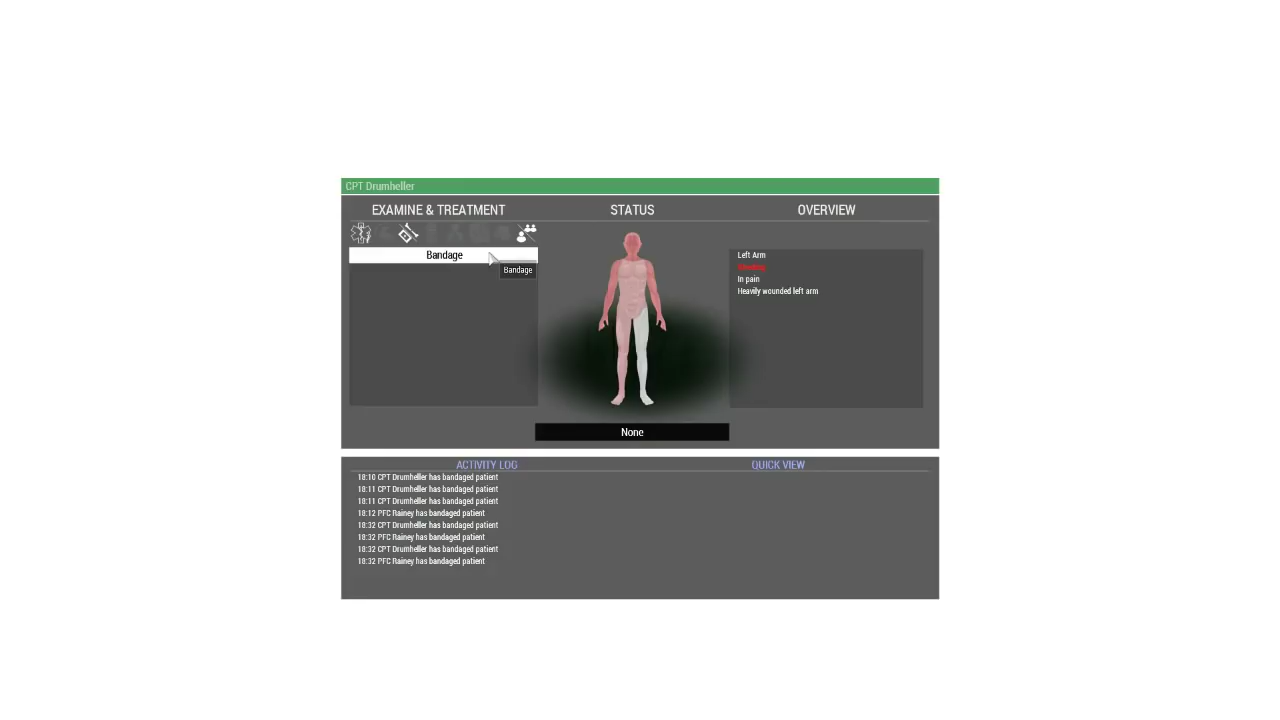 CPT Drumheller
EXAMINE & TREATMENT
STATUS
OVERVIEW
Bandage
Bandage
Left Arm
Bleeding
In pain
Heavily wounded left arm
None
ACTIVITY LOG
QUICK VIEW
18:10 CPT Drumheller has bandaged patient
18:11 CPT Drumheller has bandaged patient
18:11 CPT Drumheller has bandaged patient
18:12 PFC Rainey has bandaged patient
18:32 CPT Drumheller has bandaged patient
18:32 PFC Rainey has bandaged patient
18:32 CPT Drumheller has bandaged patient
18:32 PFC Rainey has bandaged patient